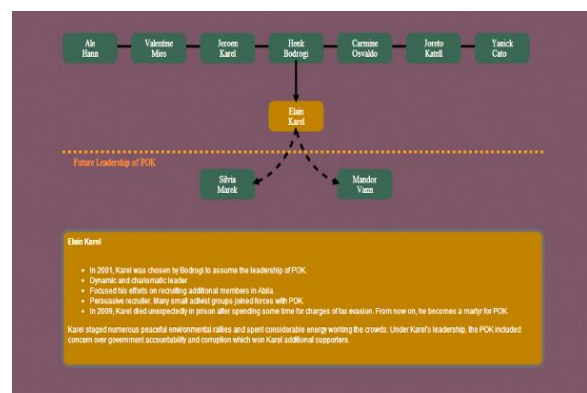 Ale
Hann
Valentine
Mies
Jeroen
Karel
Henk
Bodrogi
Carmine
Osvaldo
Joreto
Katell
Yanick
Cato
Elain
Karel
Future Leadership of POK
Silvia
Marek
Mandor
Vann
Elain Karel
In 2001, Karel was chosen by Bodrogi to assume the leadership of POK
Dynamic and charismatic leader
Focused his efforts on recruiting additional members in Abila.
Persuasive recruiter. Many small activist groups joined forces with POK.
In 2009, Karel died unexpectedly in prison after spending some time for charges of tax evasion. From now on, he becomes a martyr for POK.
Karel staged numerous peaceful environmental rallies and spent considerable energy working the crowds. Under Karel's leadership, the POK included
concern over government accountability and corruption which won Karel additional supporters.